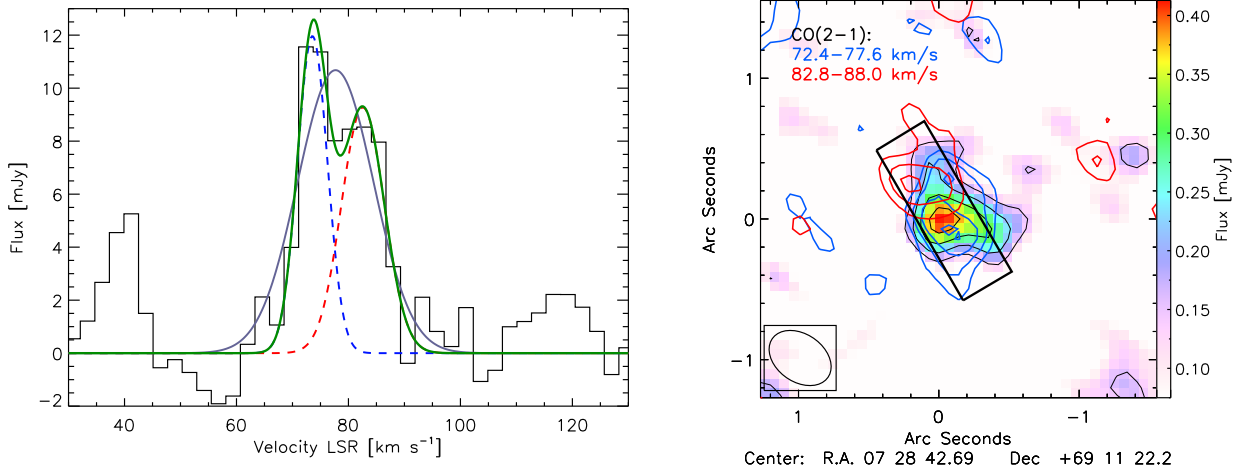 12
10
8
6
4
2
0
−2
Flux [mJy]
40 60 80 100 120
Velocity LSR [km s⁻¹]
CO(2−1):
72.4−77.6 km/s
82.8−88.0 km/s
1
0
−1
Arc Seconds
1 0 −1
Arc Seconds
Center: R.A. 07 28 42.69 Dec +69 11 22.2
0.40
0.35
0.30
0.25
0.20
0.15
0.10
Flux [mJy]